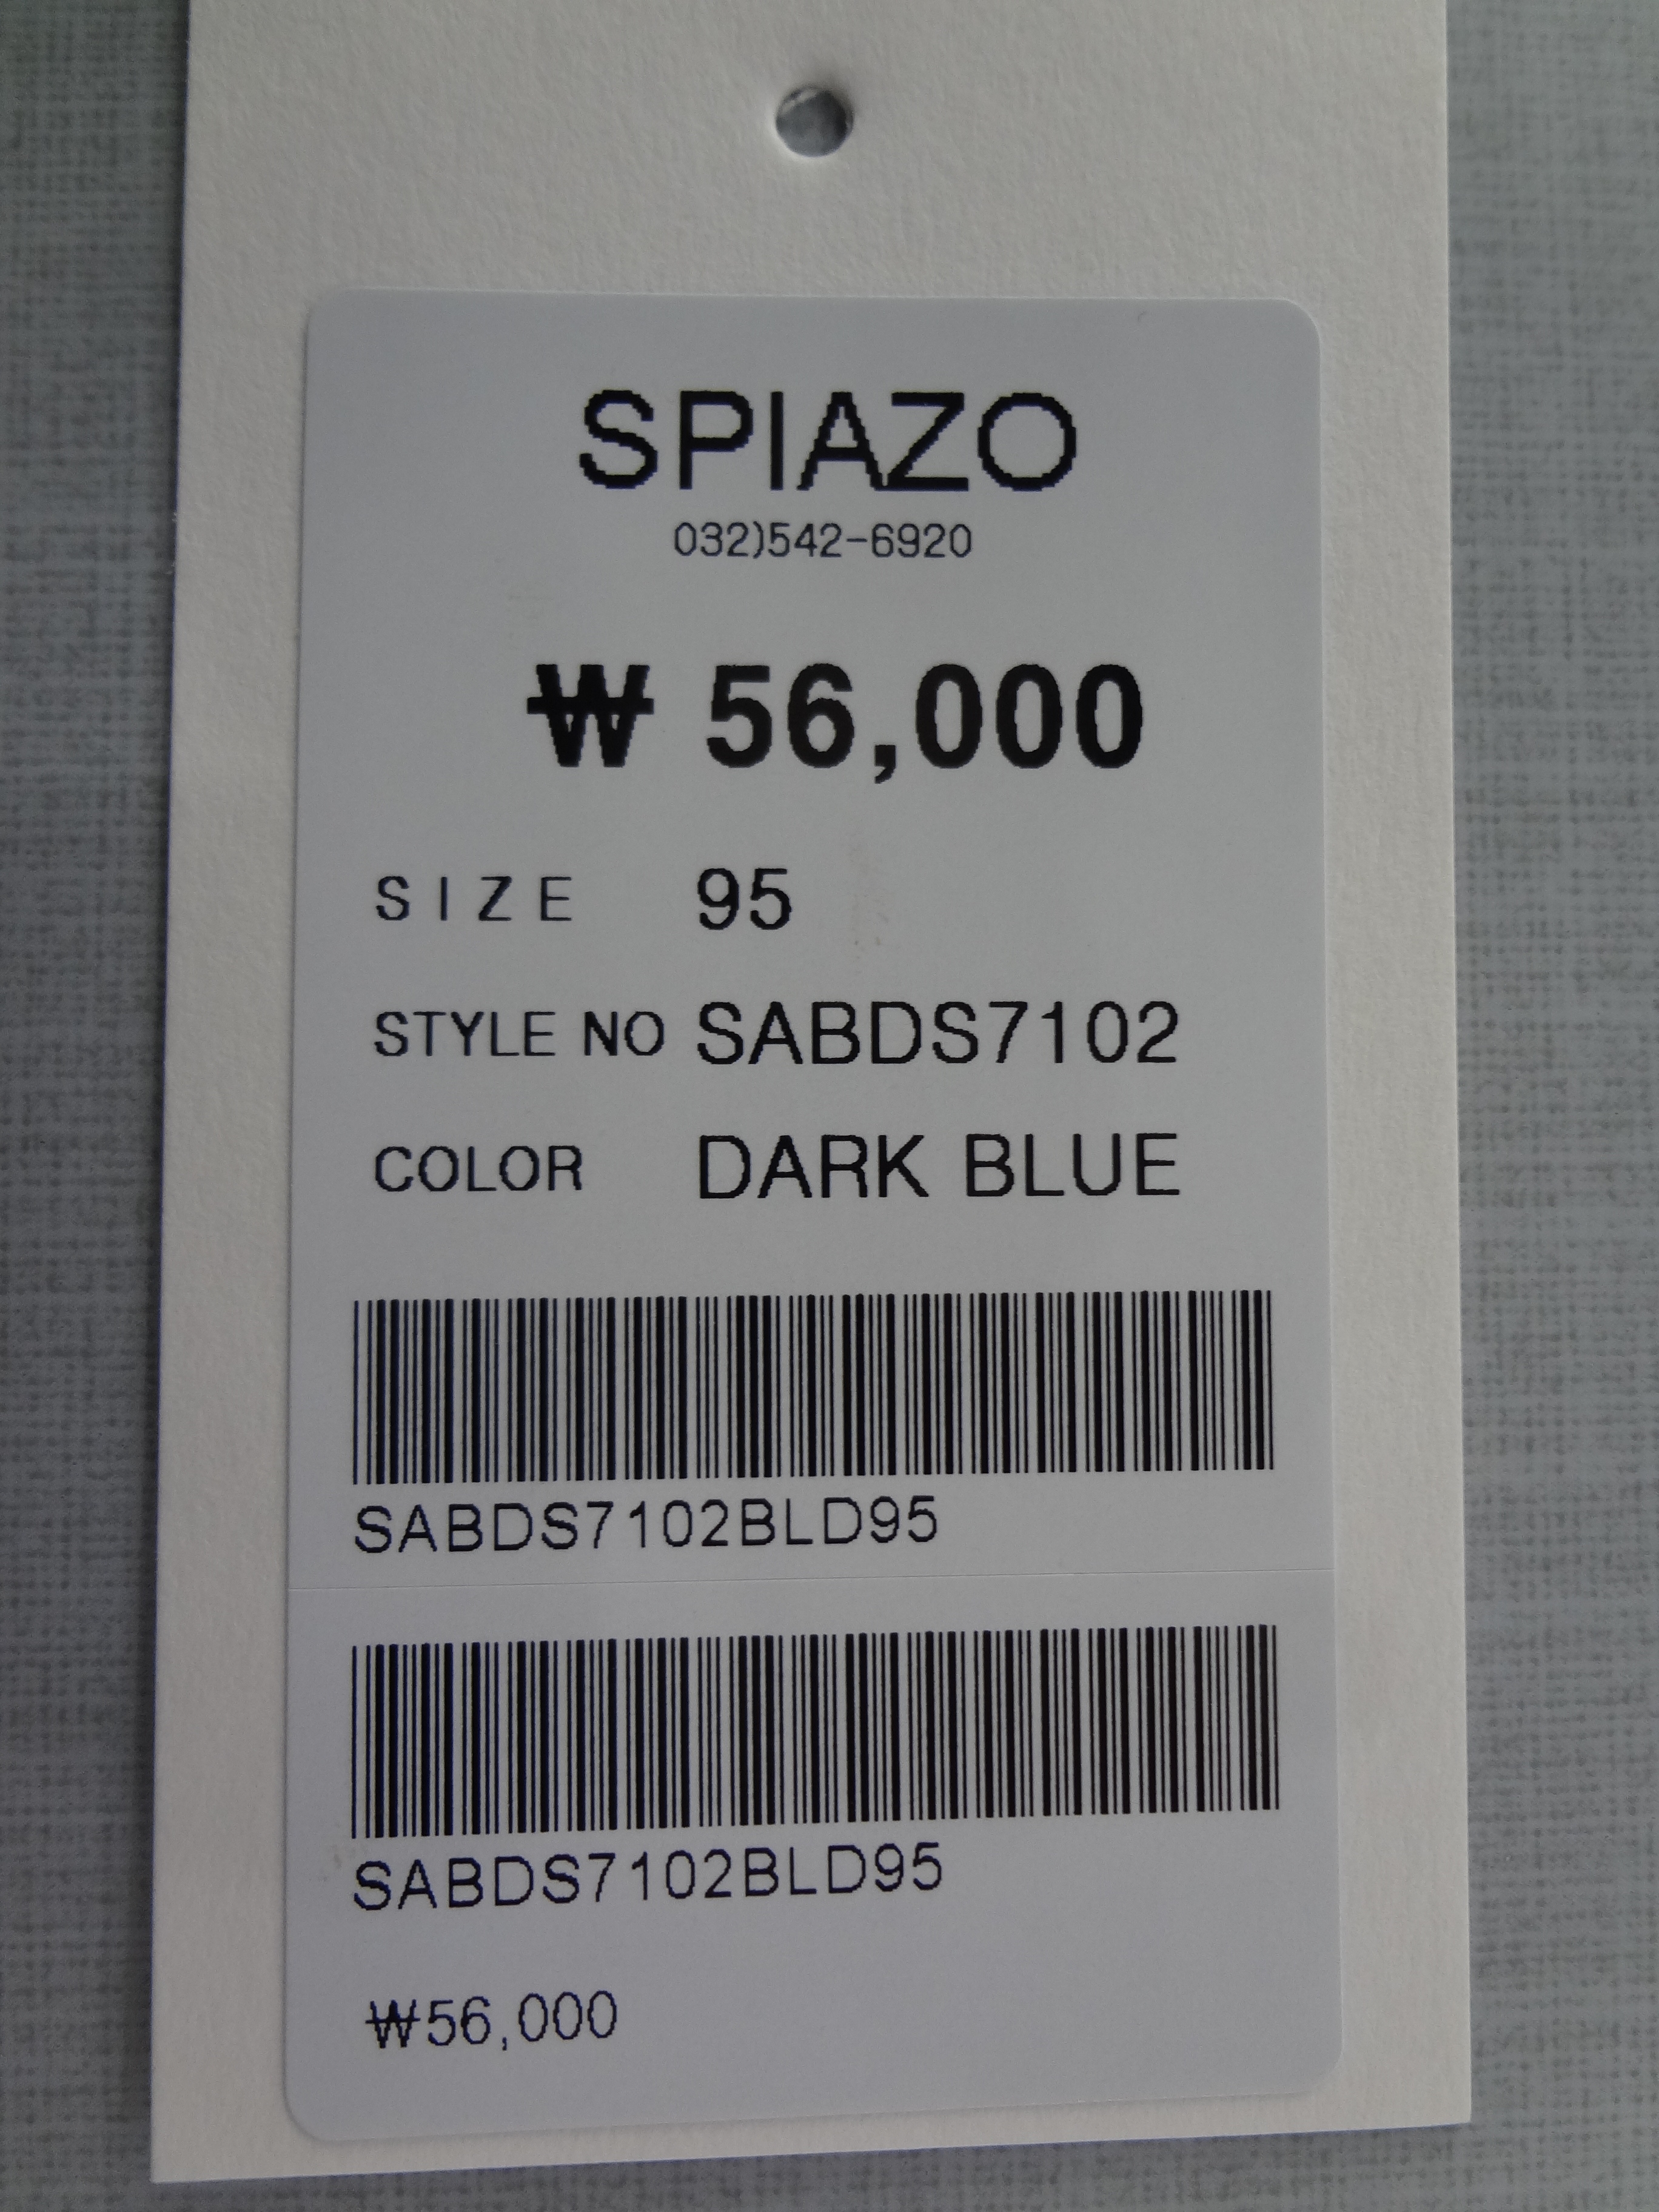 SPIAZO
032)542-6920
₩ 56,000
SIZE 95
STYLE NO SABDS7102
COLOR DARK BLUE
SABDS7102BLD95
SABDS7102BLD95
₩56,000